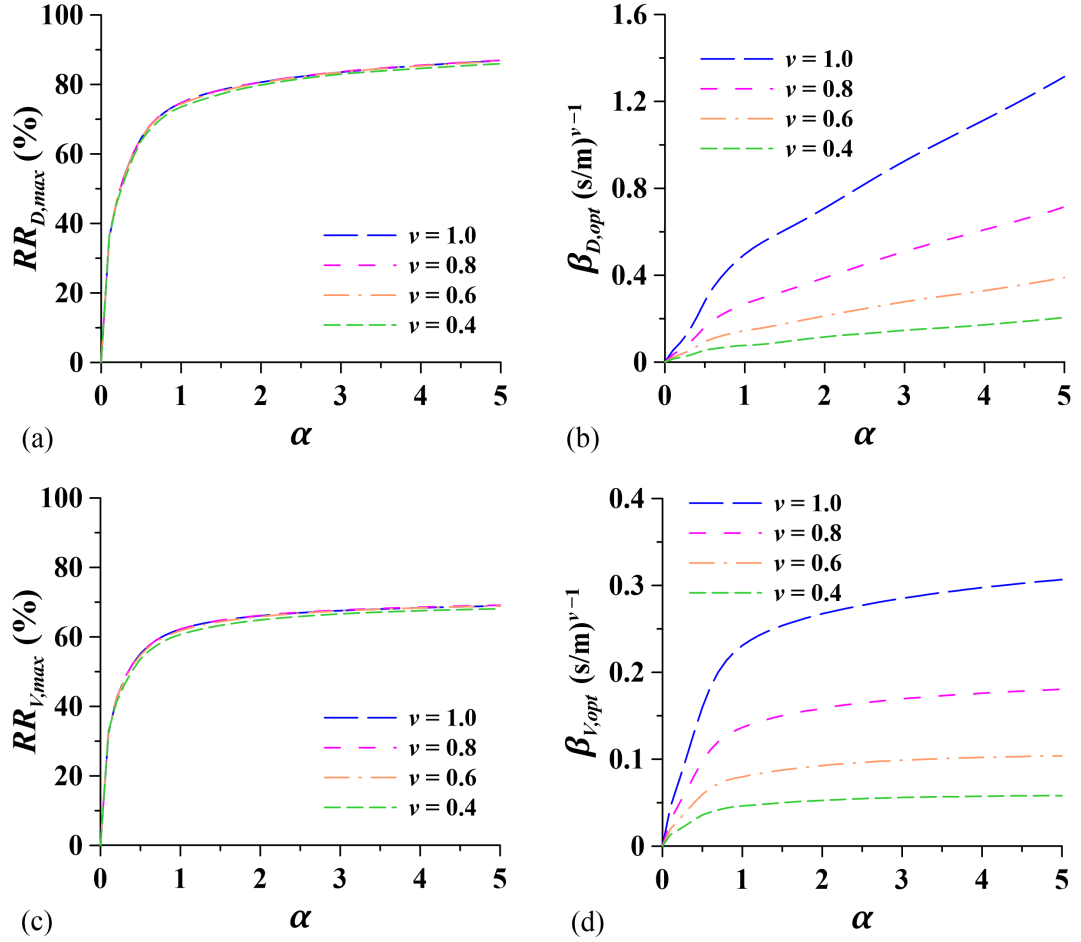 100
80
60
40
20
0
RR_{D,max} (%)
ν = 1.0
ν = 0.8
ν = 0.6
ν = 0.4
0 1 2 3 4 5
(a)
α
1.6
1.2
0.8
0.4
0
β_{D,opt} (s/m)^{ν−1}
ν = 1.0
ν = 0.8
ν = 0.6
ν = 0.4
0 1 2 3 4 5
(b)
α
100
80
60
40
20
0
RR_{V,max} (%)
ν = 1.0
ν = 0.8
ν = 0.6
ν = 0.4
0 1 2 3 4 5
(c)
α
0.4
0.3
0.2
0.1
0
β_{V,opt} (s/m)^{ν−1}
ν = 1.0
ν = 0.8
ν = 0.6
ν = 0.4
0 1 2 3 4 5
(d)
α